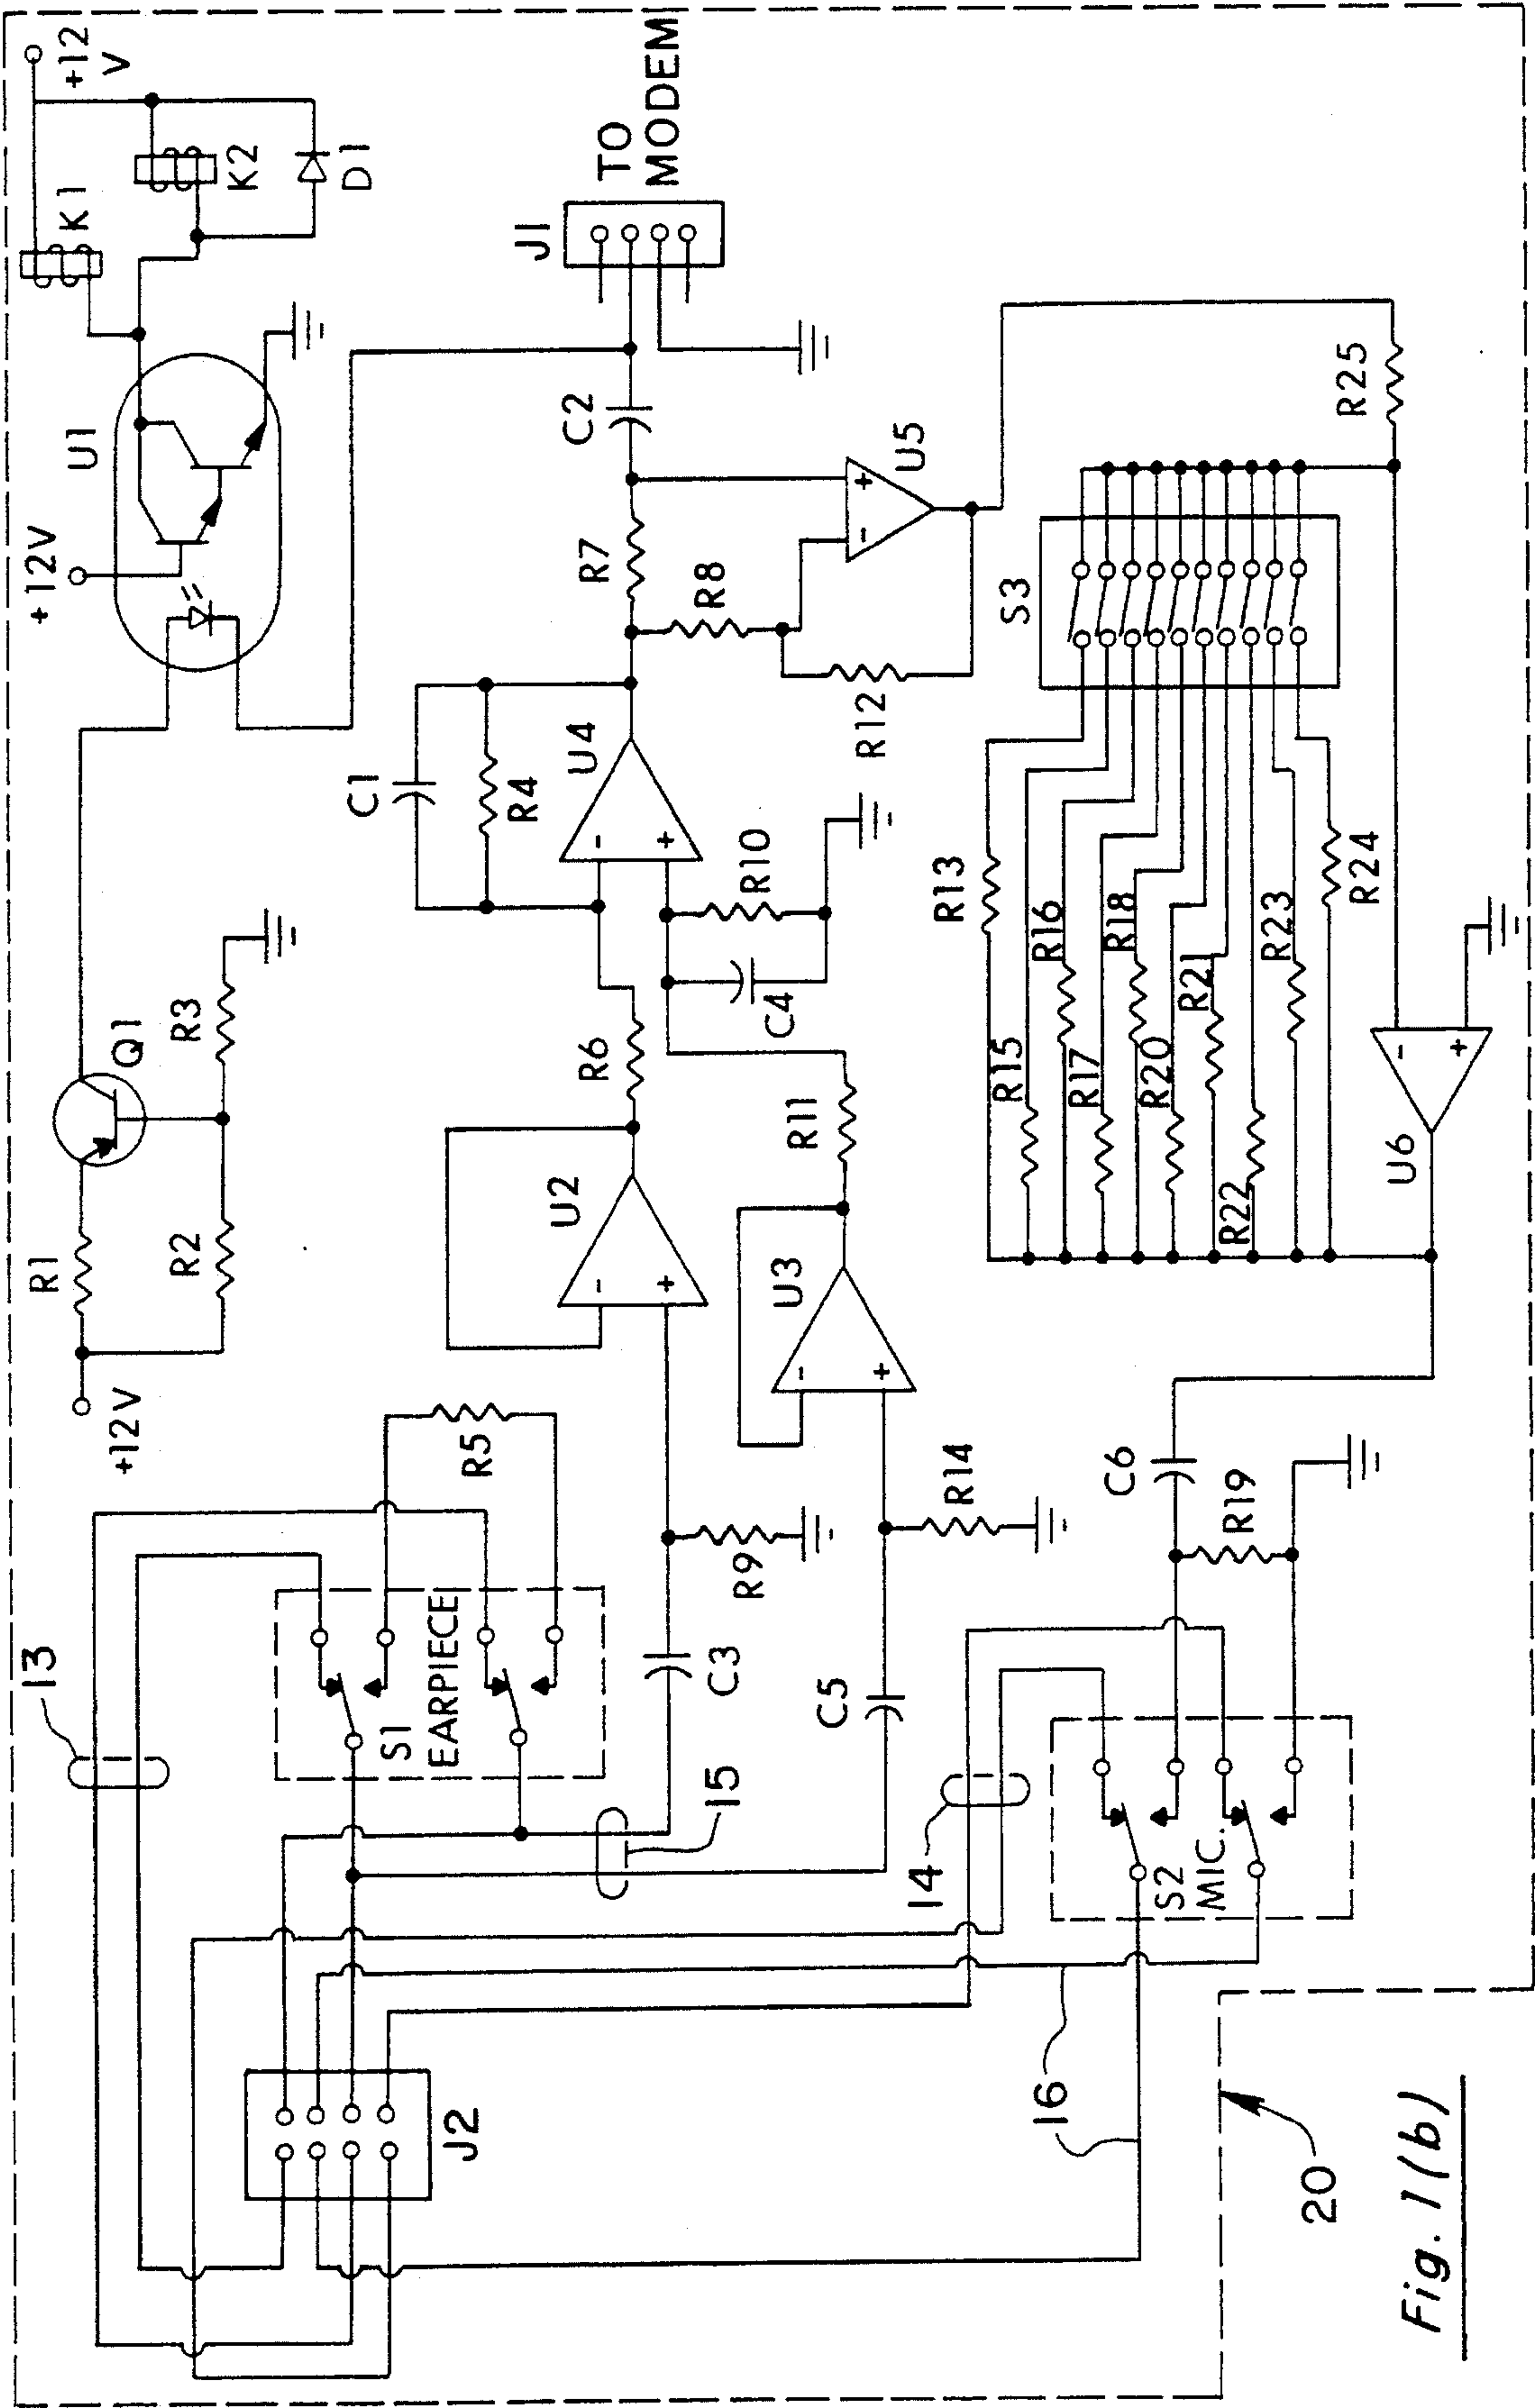 +12
V
K1
K2
D1
+12V
U1
J1
TO
MODEM
Q1
R3
R1
R2
+12V
C1
R4
U4
-
+
C2
R7
R8
R12
U5
+
-
R25
R10
C4
R6
R11
U2
-
+
U3
-
+
S3
R13
R15
R16
R17
R18
R20
R21
R22
R23
R24
-
+
U6
R5
13
S1
EARPIECE
R9
C3
R14
C5
15
C6
R19
14
S2
MIC.
16
J2
20
Fig. 1(b)